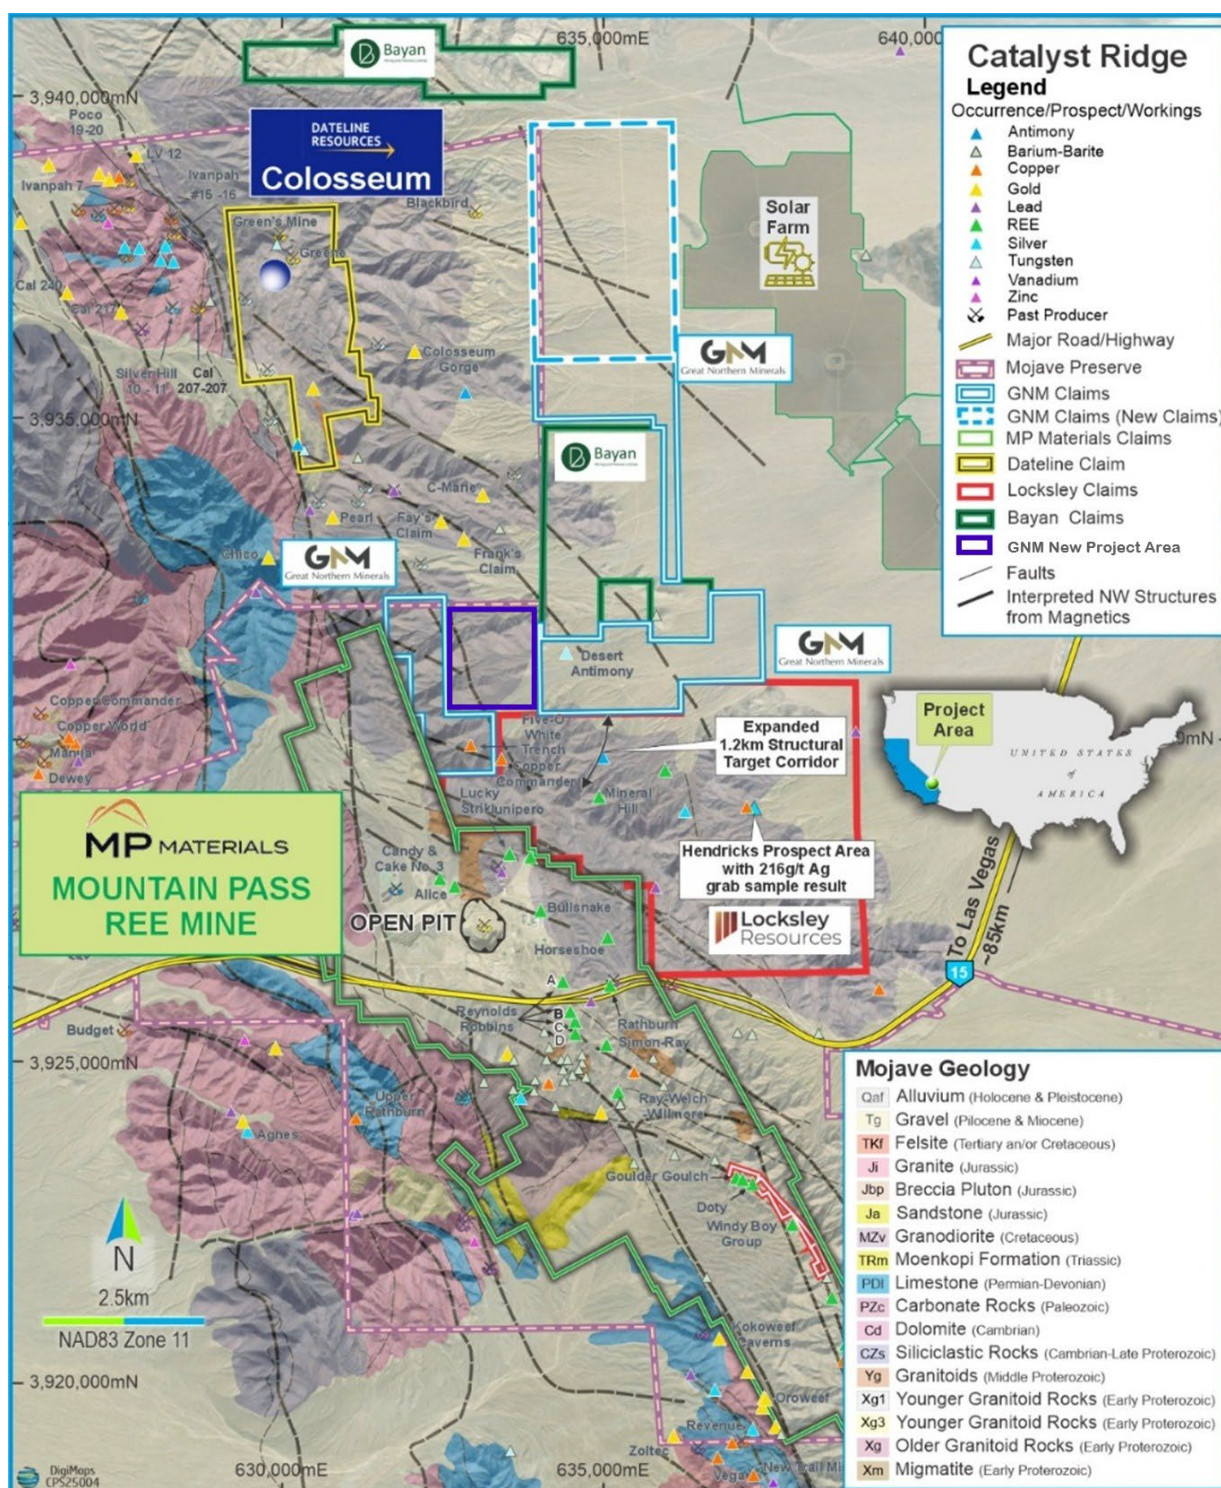 635,000mE
640,000
Bayan
3,940,000mN
Poco
19-20
DATELINE
RESOURCES
Colosseum
LV 12
Ivanpah 7
Ivanpah
#15 -16
Blackbird
Green's Mine
Greene
Solar
Farm
Cal 240
Cal 217
Silver Hill
10 - 11
Cal
207-207
Colosseum
Gorge
GNM
Great Northern Minerals
3,935,000mN
Bayan
C-Marie
Pearl
Fay's
Claim
Frank's
Claim
Chico
GNM
Great Northern Minerals
GNM
Great Northern Minerals
Desert
Antimony
Copper Commander
Copper World
Dewey
Five-O
White
Trench
Copper
Commander
Lucky
Strike
Junipero
Expanded
1.2km Structural
Target Corridor
Mineral
Hill
Hendricks Prospect Area
with 216g/t Ag
grab sample result
Locksley
Resources
MP MATERIALS
MOUNTAIN PASS
REE MINE
Candy &
Cake No. 3
Alice
OPEN PIT
Bullsnake
Horseshoe
A
B
C
D
Reynolds
Robbins
Rathburn
Simon-Ray
Budget
3,925,000mN
Upper
Rathburn
Agnes
Ray-Welch
-Wilmore
Goulder Goulch
Doty
Windy Boy
Group
N
2.5km
NAD83 Zone 11
3,920,000mN
Kokoweef
Caverns
Oroweef
Revenue
Zoltec
Vega
New Trail
DigiMaps
CPS25004
630,000mE
635,000mE
Catalyst Ridge
Legend
Occurrence/Prospect/Workings
Antimony
Barium-Barite
Copper
Gold
Lead
REE
Silver
Tungsten
Vanadium
Zinc
Past Producer
Major Road/Highway
Mojave Preserve
GNM Claims
GNM Claims (New Claims)
MP Materials Claims
Dateline Claim
Locksley Claims
Bayan Claims
GNM New Project Area
Faults
Interpreted NW Structures
from Magnetics
Project
Area
UNITED STATES
of
AMERICA
0mN
To Las Vegas
~85km
15
Mojave Geology
Qaf Alluvium (Holocene & Pleistocene)
Tg Gravel (Pilocene & Miocene)
TKf Felsite (Tertiary an/or Cretaceous)
Ji Granite (Jurassic)
Jbp Breccia Pluton (Jurassic)
Ja Sandstone (Jurassic)
MZv Granodiorite (Cretaceous)
TRm Moenkopi Formation (Triassic)
PDl Limestone (Permian-Devonian)
PZc Carbonate Rocks (Paleozoic)
Cd Dolomite (Cambrian)
CZs Siliciclastic Rocks (Cambrian-Late Proterozoic)
Yg Granitoids (Middle Proterozoic)
Xg1 Younger Granitoid Rocks (Early Proterozoic)
Xg3 Younger Granitoid Rocks (Early Proterozoic)
Xg Older Granitoid Rocks (Early Proterozoic)
Xm Migmatite (Early Proterozoic)